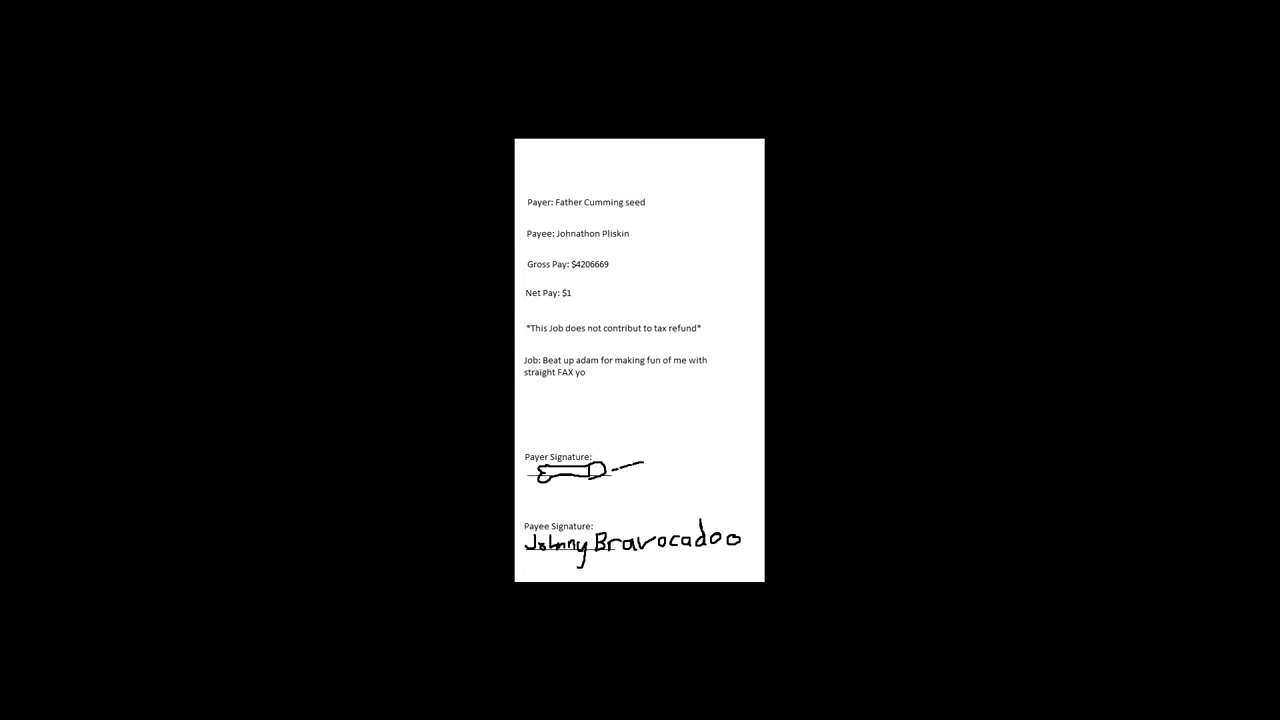 Payer: Father Cumming seed
Payee: Johnathon Pliskin
Gross Pay: $4206669
Net Pay: $1
*This Job does not contribut to tax refund*
Job: Beat up adam for making fun of me with
straight FAX yo
Payer Signature:
Payee Signature:
Johnny Bravocadoo